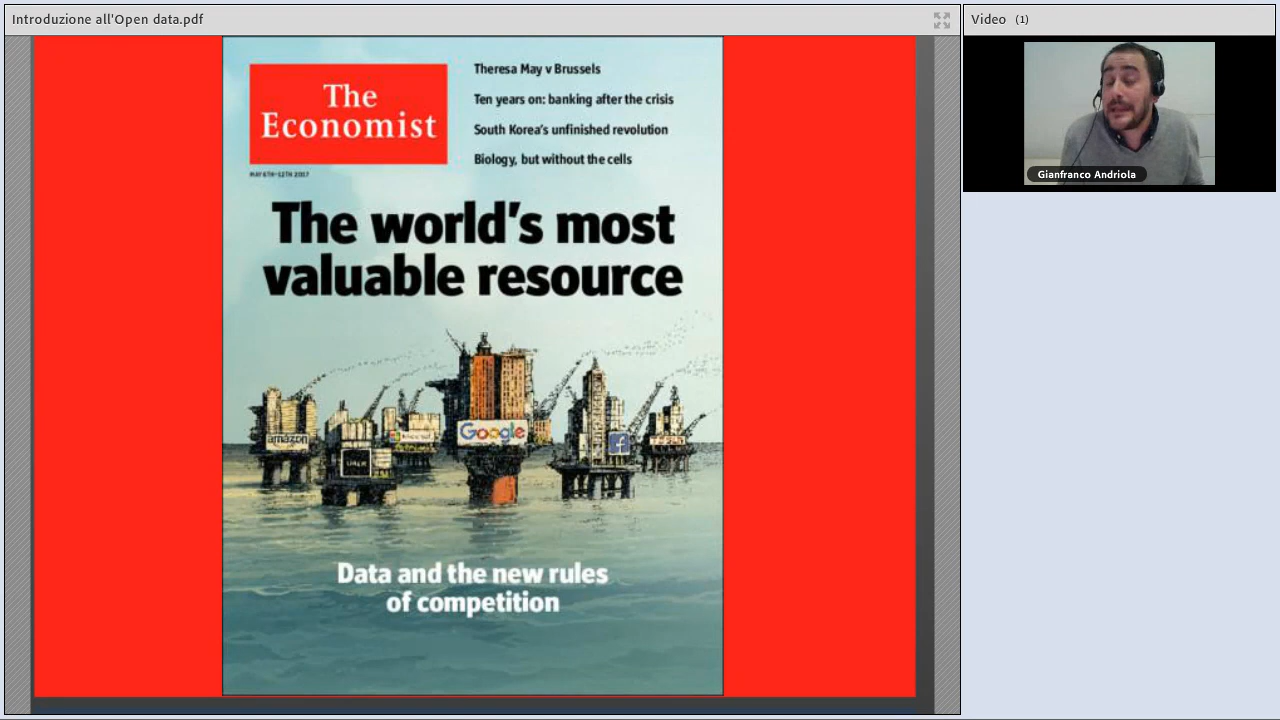 Introduzione all'Open data.pdf
Video (1)
The
Economist
MAY 6TH–12TH 2017
Theresa May v Brussels
Ten years on: banking after the crisis
South Korea's unfinished revolution
Biology, but without the cells
The world's most
valuable resource
amazon
UBER
Google
f
Data and the new rules
of competition
Gianfranco Andriola